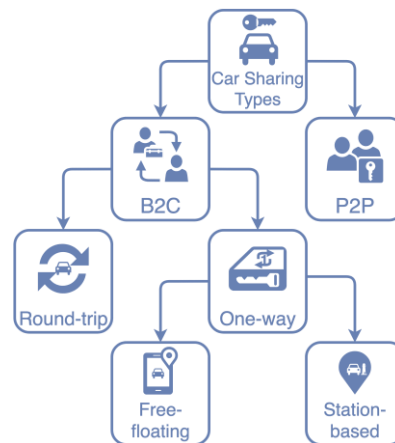 Car Sharing
Types
B2C
P2P
Round-trip
One-way
Free-
floating
Station-
based